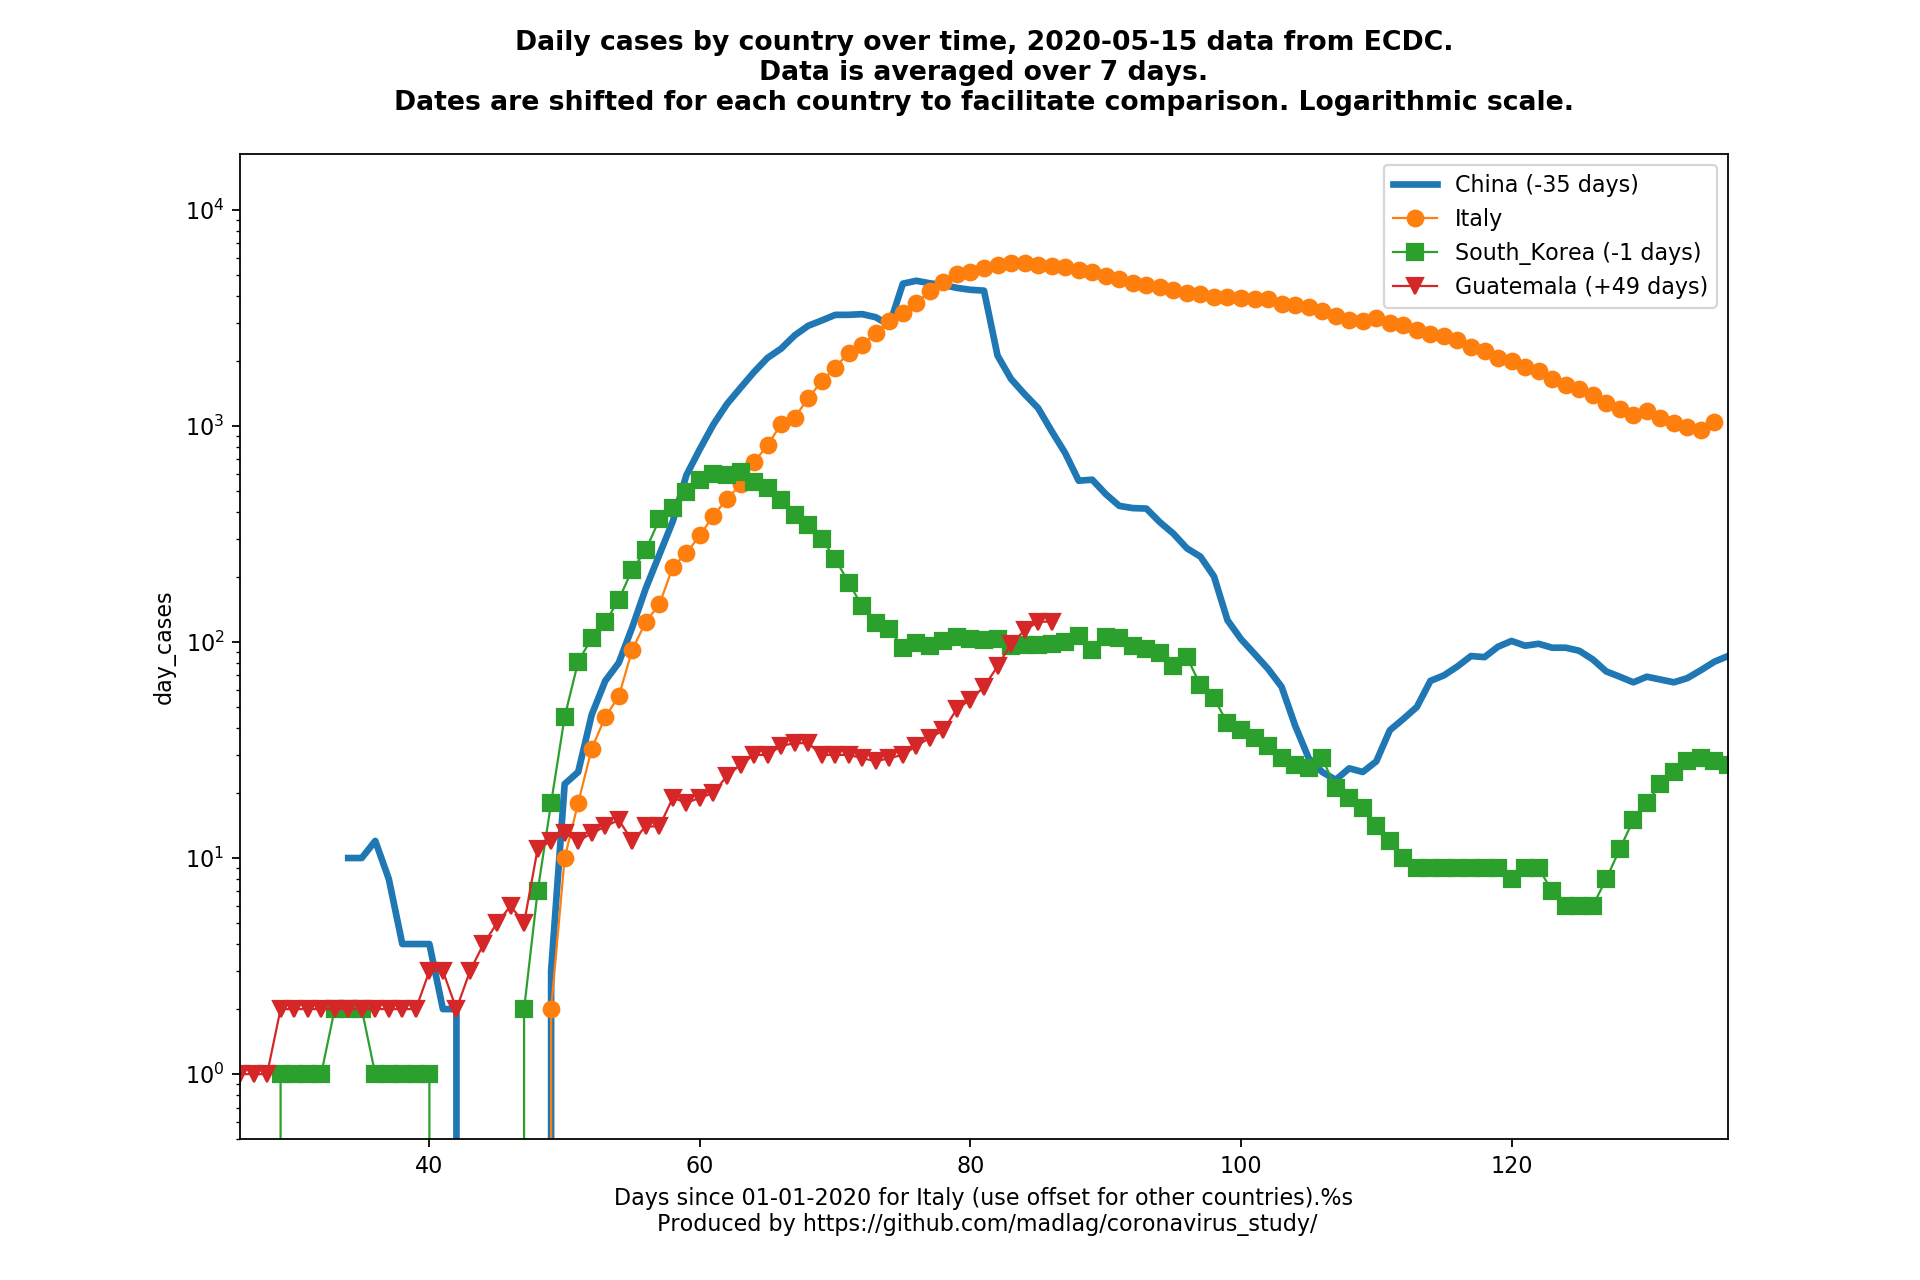 Daily cases by country over time, 2020-05-15 data from ECDC.
Data is averaged over 7 days.
Dates are shifted for each country to facilitate comparison. Logarithmic scale.
China (-35 days)
Italy
South_Korea (-1 days)
Guatemala (+49 days)
10^4
10^3
10^2
10^1
10^0
day_cases
40 60 80 100 120
Days since 01-01-2020 for Italy (use offset for other countries).%s
Produced by https://github.com/madlag/coronavirus_study/